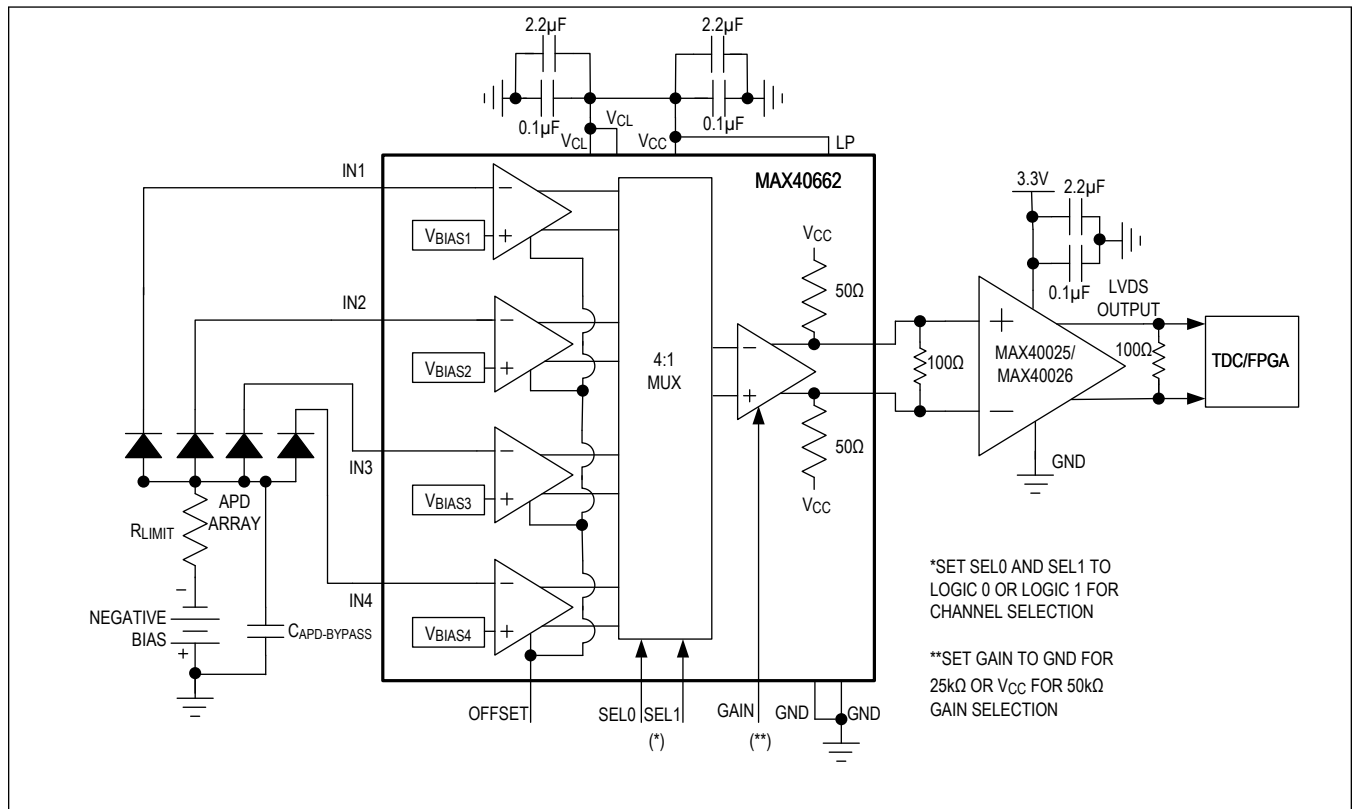 2.2µF
2.2µF
0.1µF
0.1µF
VCL
VCL
VCC
LP
IN1
MAX40662
3.3V
2.2µF
VBIAS1
VCC
50Ω
0.1µF
LVDS
OUTPUT
IN2
VBIAS2
4:1
MUX
100Ω
MAX40025/
MAX40026
100Ω
TDC/FPGA
50Ω
GND
VCC
IN3
VBIAS3
APD
ARRAY
RLIMIT
IN4
NEGATIVE
BIAS
CAPD-BYPASS
VBIAS4
*SET SEL0 AND SEL1 TO
LOGIC 0 OR LOGIC 1 FOR
CHANNEL SELECTION
**SET GAIN TO GND FOR
25kΩ OR VCC FOR 50kΩ
GAIN SELECTION
OFFSET
SEL0 SEL1
(*)
GAIN
(**)
GND
GND